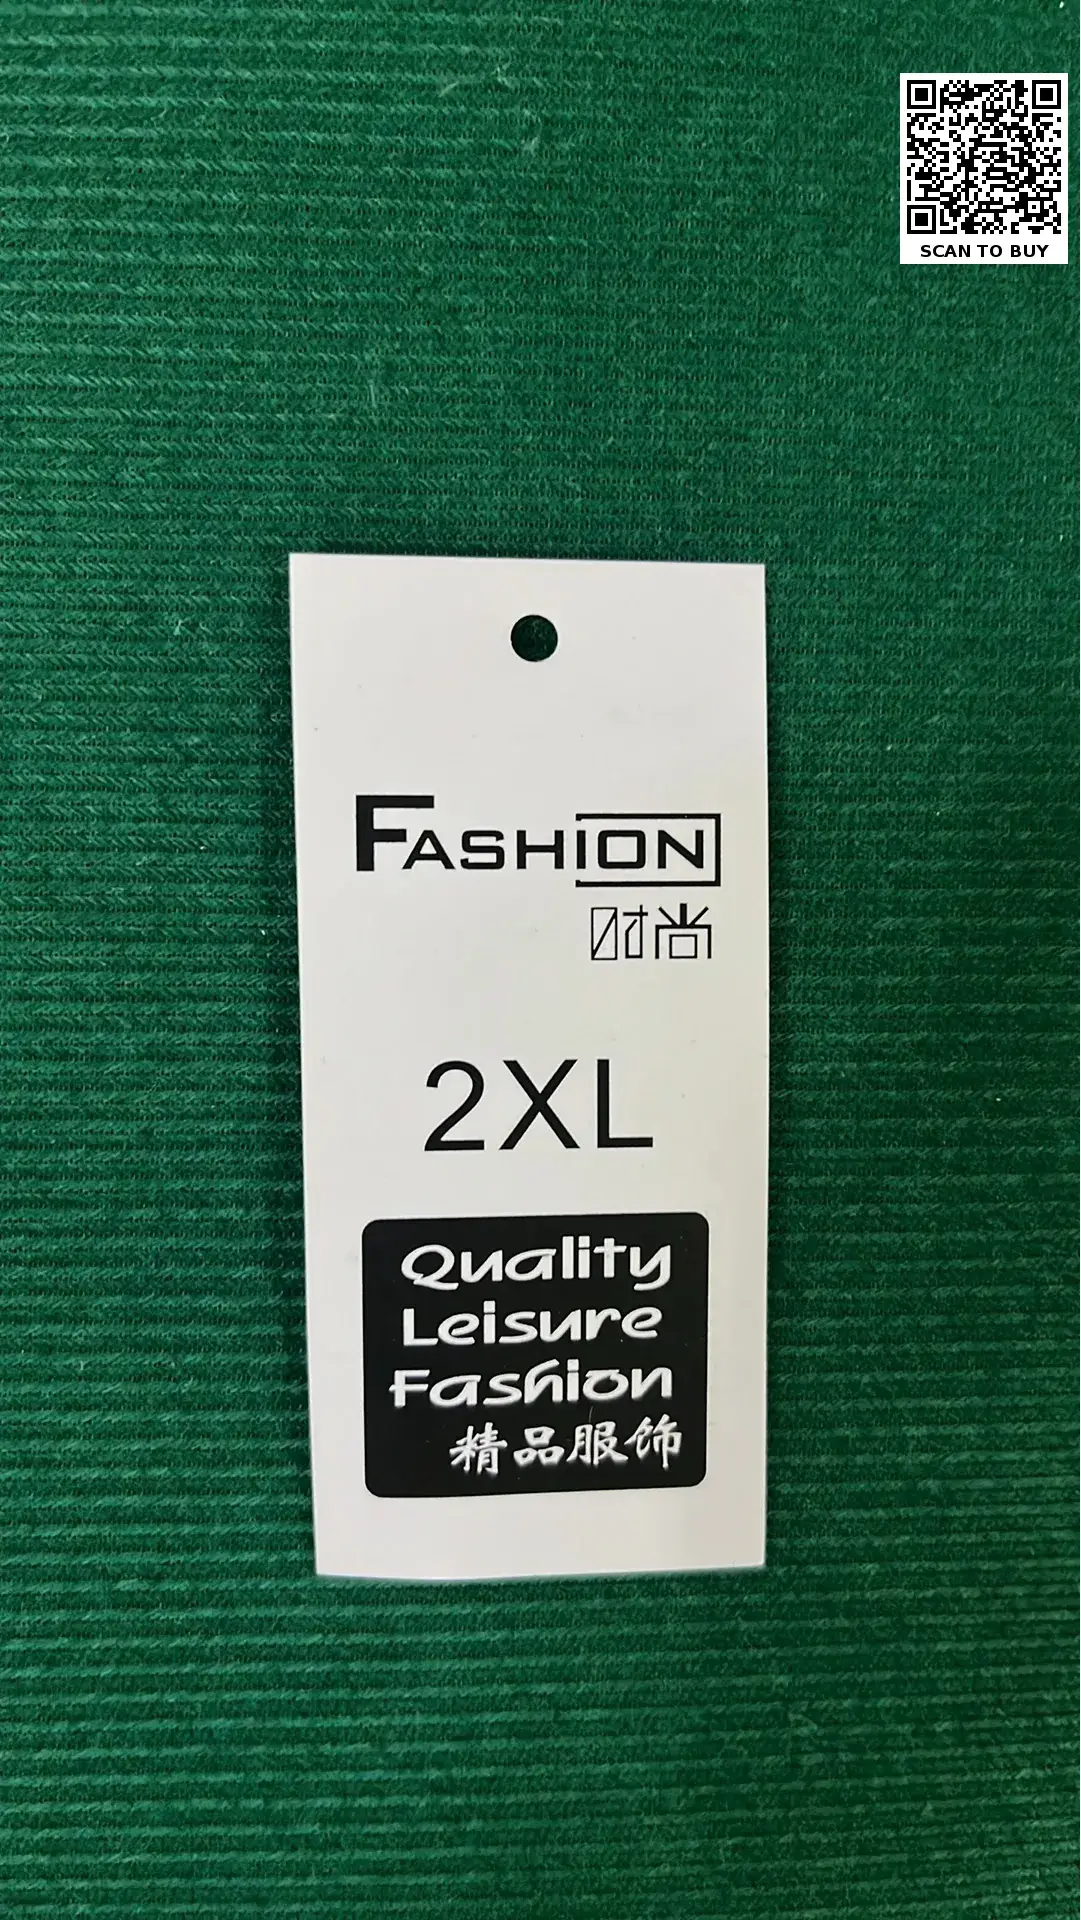 SCAN TO BUY
FASHION
时尚
2XL
Quality
Leisure
Fashion
精品服饰